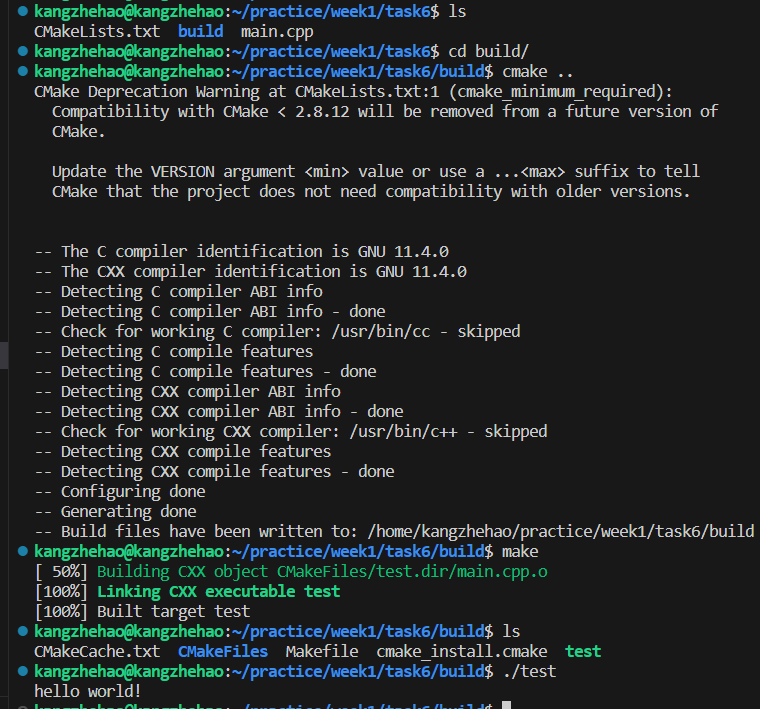 kangzhehao@kangzhehao:~/practice/week1/task6$ ls
CMakeLists.txt  build  main.cpp
kangzhehao@kangzhehao:~/practice/week1/task6$ cd build/
kangzhehao@kangzhehao:~/practice/week1/task6/build$ cmake ..
CMake Deprecation Warning at CMakeLists.txt:1 (cmake_minimum_required):
  Compatibility with CMake < 2.8.12 will be removed from a future version of
  CMake.

  Update the VERSION argument <min> value or use a ...<max> suffix to tell
  CMake that the project does not need compatibility with older versions.


-- The C compiler identification is GNU 11.4.0
-- The CXX compiler identification is GNU 11.4.0
-- Detecting C compiler ABI info
-- Detecting C compiler ABI info - done
-- Check for working C compiler: /usr/bin/cc - skipped
-- Detecting C compile features
-- Detecting C compile features - done
-- Detecting CXX compiler ABI info
-- Detecting CXX compiler ABI info - done
-- Check for working CXX compiler: /usr/bin/c++ - skipped
-- Detecting CXX compile features
-- Detecting CXX compile features - done
-- Configuring done
-- Generating done
-- Build files have been written to: /home/kangzhehao/practice/week1/task6/build
kangzhehao@kangzhehao:~/practice/week1/task6/build$ make
[ 50%] Building CXX object CMakeFiles/test.dir/main.cpp.o
[100%] Linking CXX executable test
[100%] Built target test
kangzhehao@kangzhehao:~/practice/week1/task6/build$ ls
CMakeCache.txt  CMakeFiles  Makefile  cmake_install.cmake  test
kangzhehao@kangzhehao:~/practice/week1/task6/build$ ./test
hello world!
kangzhehao@kangzhehao:~/practice/week1/task6/build$